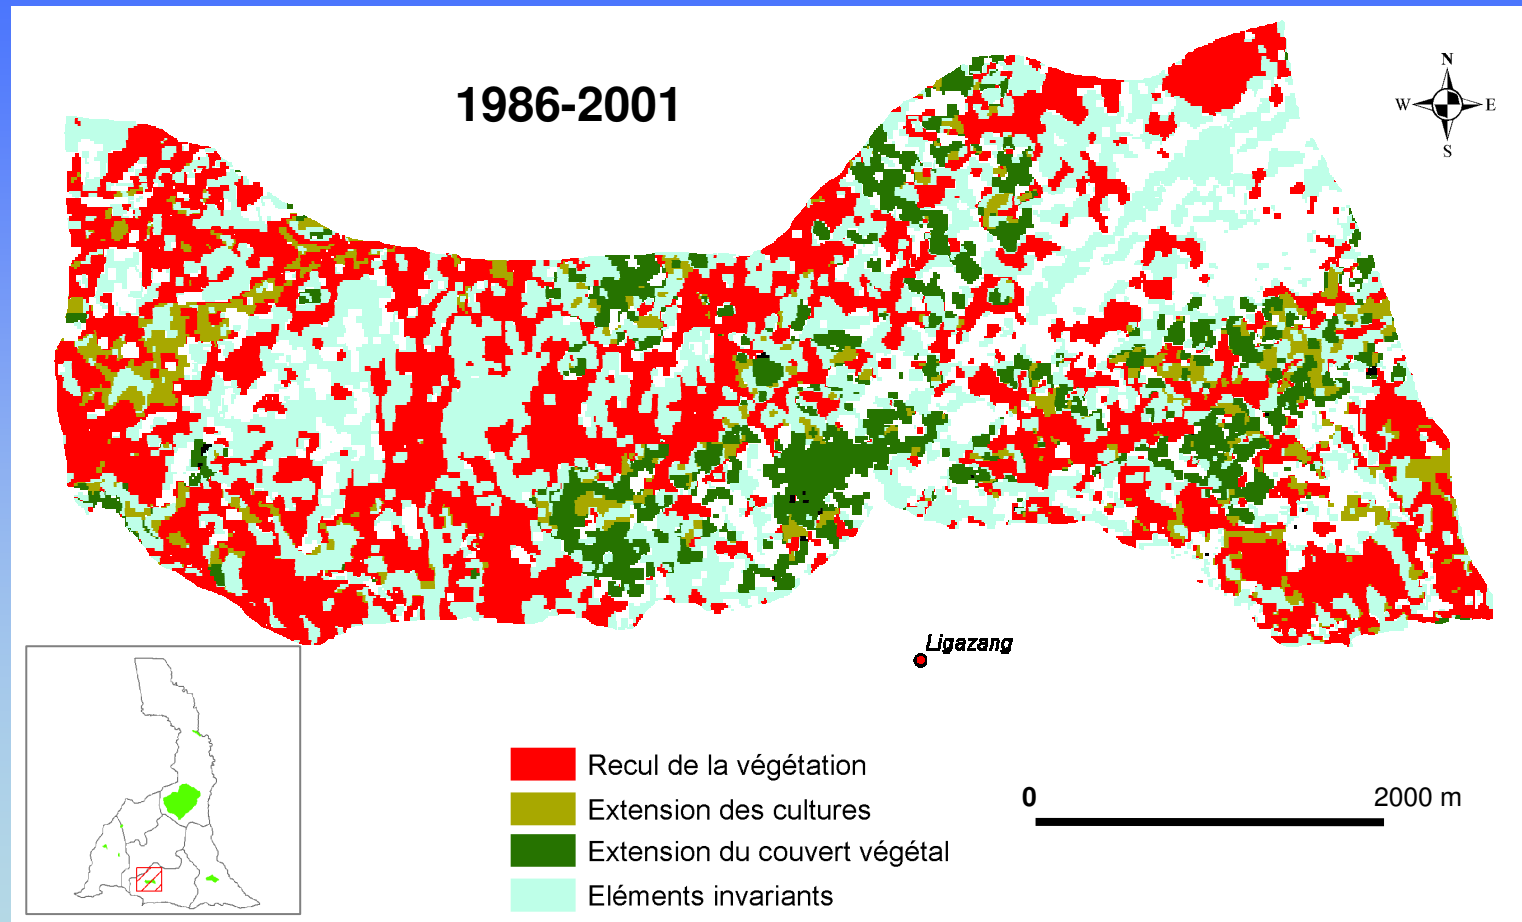 1986-2001
N
W E
S
Ligazang
Recul de la végétation
Extension des cultures
Extension du couvert végétal
Eléments invariants
0 2000 m